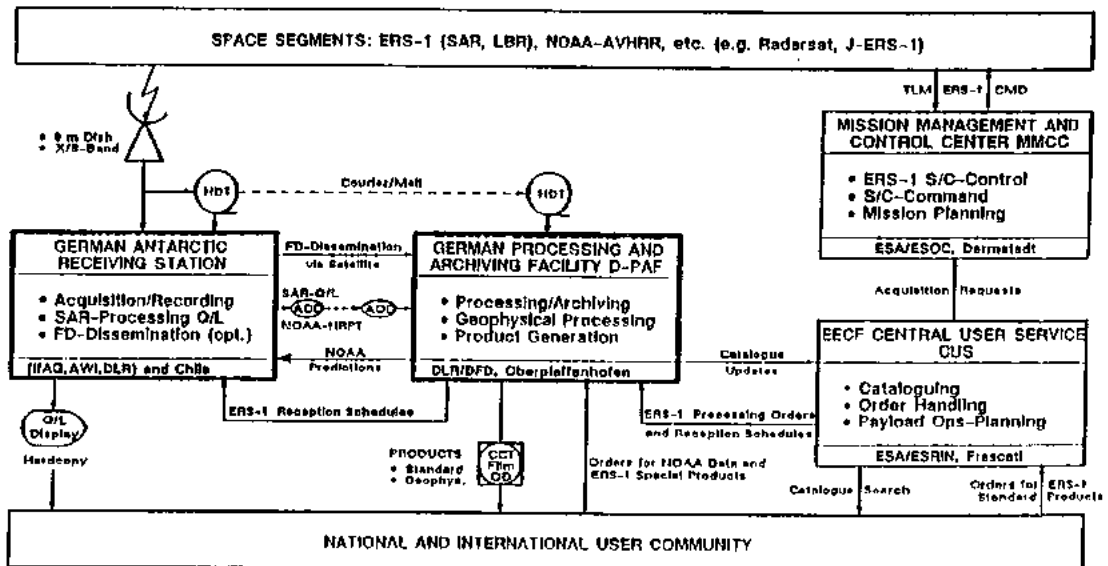 SPACE SEGMENTS: ERS-1 (SAR, LBR), NOAA-AVHRR, etc. (e.g. Radarsat, J-ERS-1)
TLM ERS-1 CMD
• 9 m Dish
• X/S-Band
MISSION MANAGEMENT AND
CONTROL CENTER MMCC
• ERS-1 S/C-Control
• S/C-Command
• Mission Planning
ESA/ESOC, Darmstadt
HDT
Courier/Mail
HDT
GERMAN ANTARCTIC
RECEIVING STATION
• Acquisition/Recording
• SAR-Processing Q/L
• FD-Dissemination (opt.)
(IfAG, AWI, DLR) and Chile
FD-Dissemination
via Satellite
SAR-Q/L
NOAA-HRPT
NOAA
Predictions
GERMAN PROCESSING AND
ARCHIVING FACILITY D-PAF
• Processing/Archiving
• Geophysical Processing
• Product Generation
DLR/DFD, Oberpfaffenhofen
Acquisition Requests
EECF CENTRAL USER SERVICE
CUS
• Cataloguing
• Order Handling
• Payload Ops-Planning
ESA/ESRIN, Frascati
Catalogue
Updates
ERS-1 Reception Schedules
ERS-1 Processing Orders
and Reception Schedules
Q/L
Display
Hardcopy
PRODUCTS
• Standard
• Geophys.
CCT
Film
OD
Orders for NOAA Data and
ERS-1 Special Products
Catalogue Search
Orders for ERS-1
Standard Products
NATIONAL AND INTERNATIONAL USER COMMUNITY